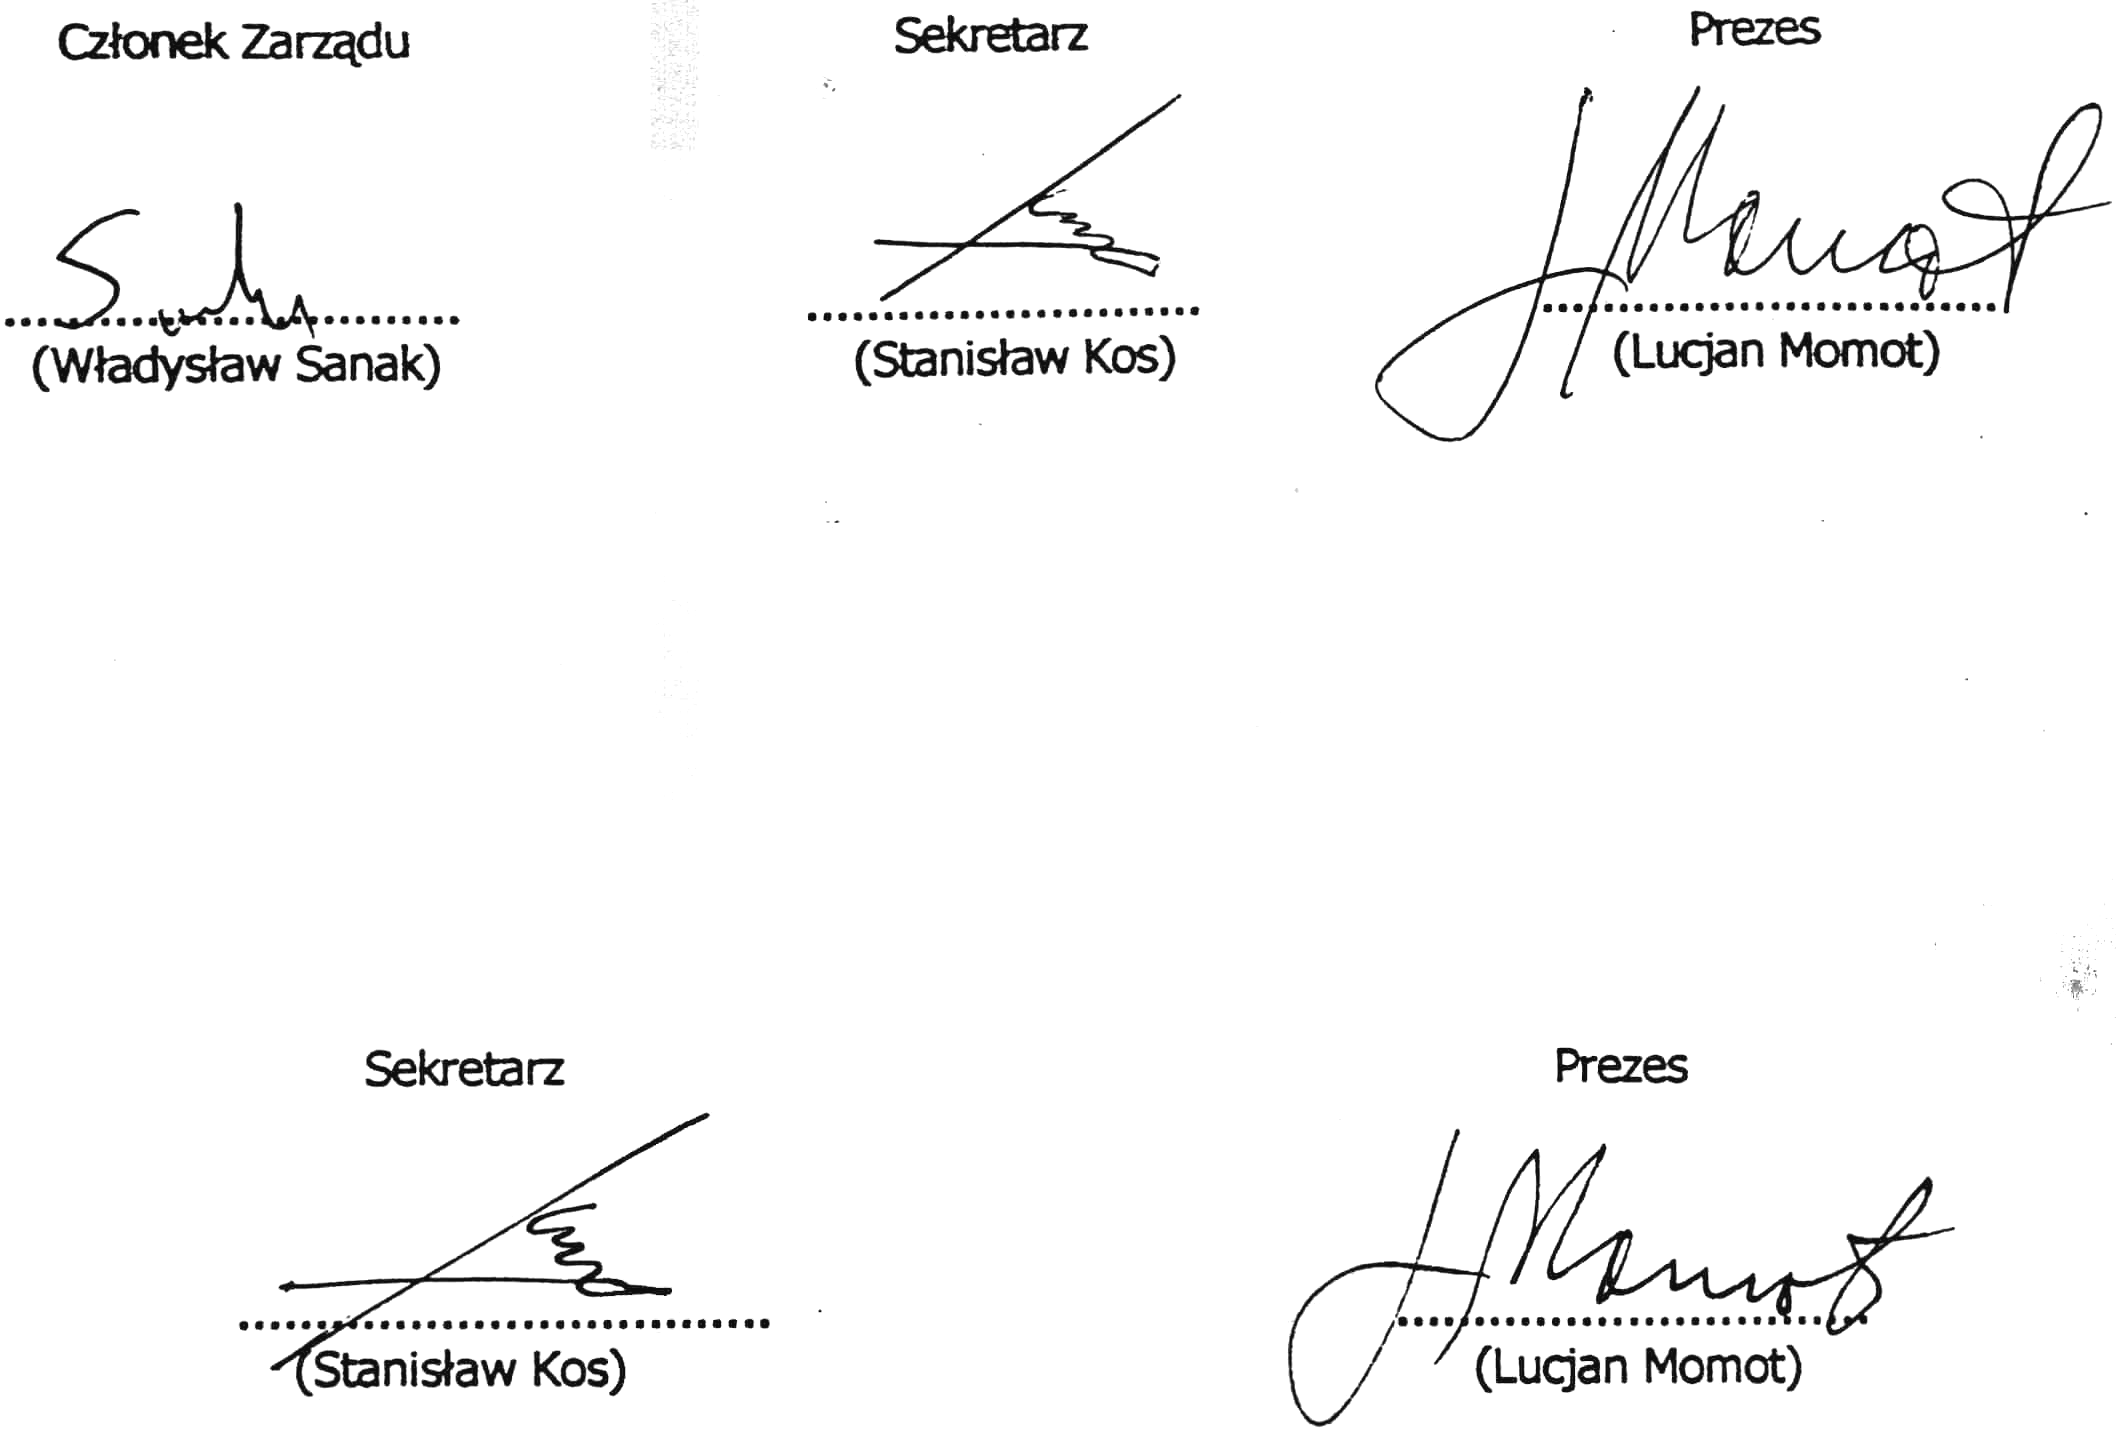 Członek Zarządu Sekretarz Prezes
(Władysław Sanak) (Stanisław Kos) (Lucjan Momot)
Sekretarz Prezes
(Stanisław Kos) (Lucjan Momot)